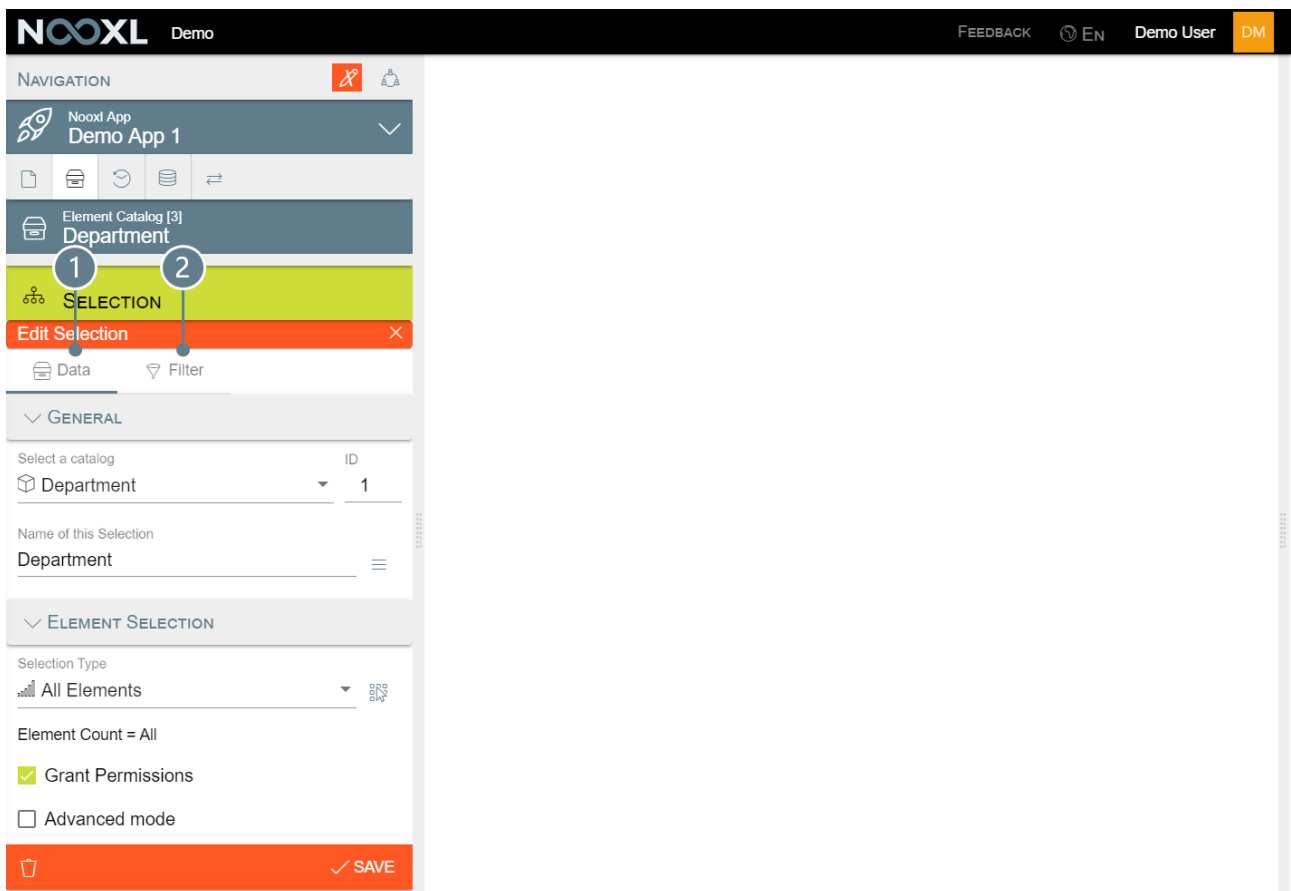 NOOXL Demo FEEDBACK EN Demo User DM
NAVIGATION
Nooxl App
Demo App 1
Element Catalog [3]
Department
1 2
SELECTION
Edit Selection
Data Filter
GENERAL
Select a catalog ID
Department 1
Name of this Selection
Department
ELEMENT SELECTION
Selection Type
All Elements
Element Count = All
Grant Permissions
Advanced mode
SAVE